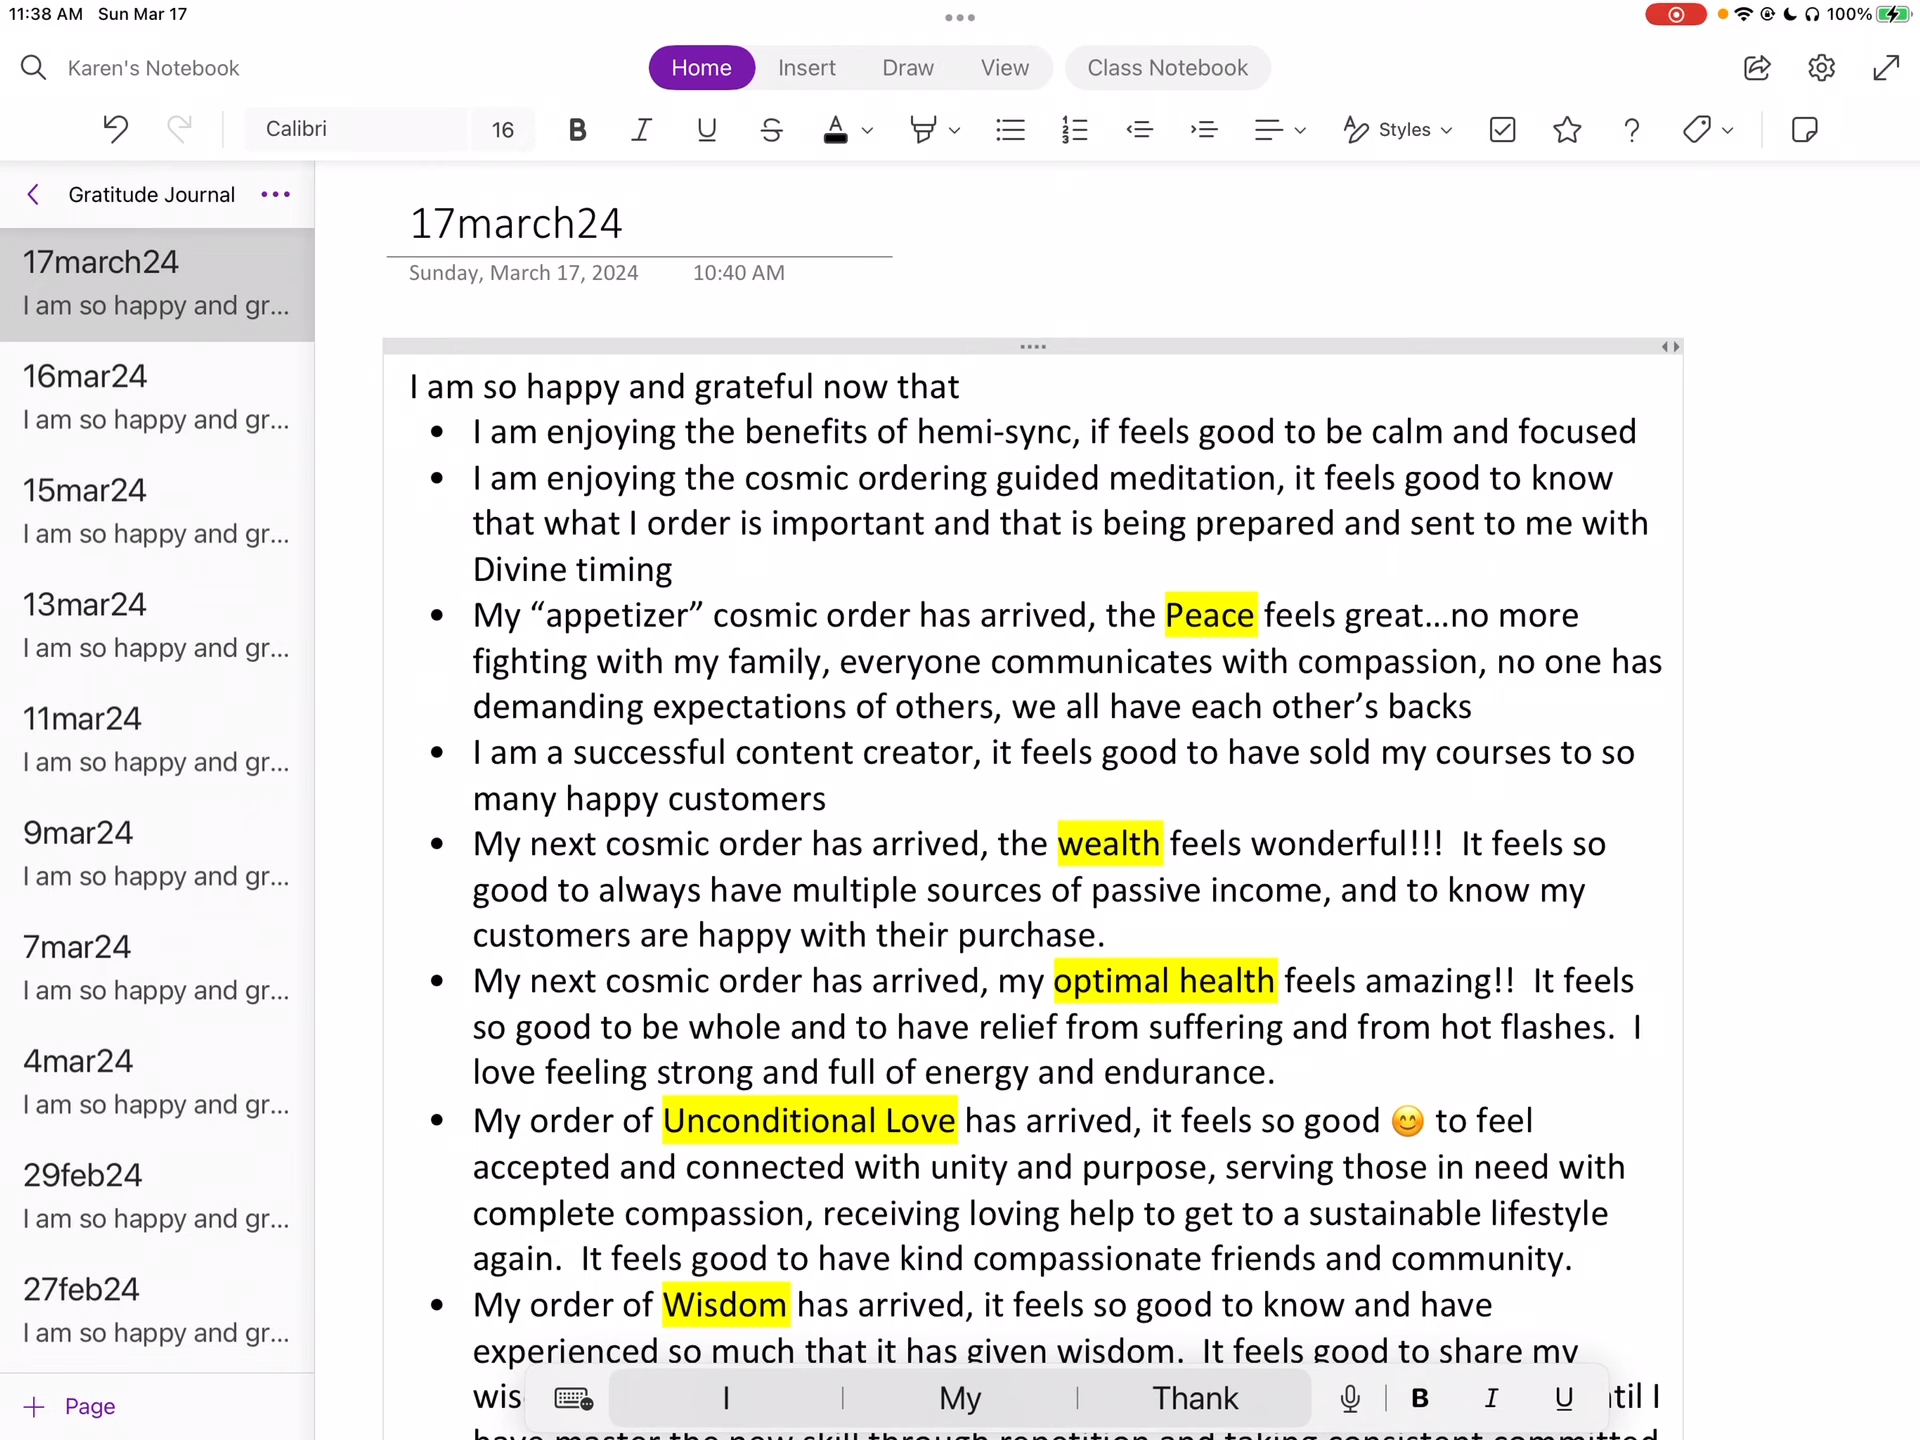 11:38 AM Sun Mar 17
100%
Karen's Notebook
Home Insert Draw View Class Notebook
Calibri 16 B I U S A Styles
Gratitude Journal
17march24
I am so happy and gr...
16mar24
I am so happy and gr...
15mar24
I am so happy and gr...
13mar24
I am so happy and gr...
11mar24
I am so happy and gr...
9mar24
I am so happy and gr...
7mar24
I am so happy and gr...
4mar24
I am so happy and gr...
29feb24
I am so happy and gr...
27feb24
I am so happy and gr...
Page
17march24
Sunday, March 17, 2024 10:40 AM
I am so happy and grateful now that
• I am enjoying the benefits of hemi-sync, if feels good to be calm and focused
• I am enjoying the cosmic ordering guided meditation, it feels good to know
that what I order is important and that is being prepared and sent to me with
Divine timing
• My “appetizer” cosmic order has arrived, the Peace feels great...no more
fighting with my family, everyone communicates with compassion, no one has
demanding expectations of others, we all have each other’s backs
• I am a successful content creator, it feels good to have sold my courses to so
many happy customers
• My next cosmic order has arrived, the wealth feels wonderful!!! It feels so
good to always have multiple sources of passive income, and to know my
customers are happy with their purchase.
• My next cosmic order has arrived, my optimal health feels amazing!! It feels
so good to be whole and to have relief from suffering and from hot flashes. I
love feeling strong and full of energy and endurance.
• My order of Unconditional Love has arrived, it feels so good 😊 to feel
accepted and connected with unity and purpose, serving those in need with
complete compassion, receiving loving help to get to a sustainable lifestyle
again. It feels good to have kind compassionate friends and community.
• My order of Wisdom has arrived, it feels so good to know and have
experienced so much that it has given wisdom. It feels good to share my
I My Thank B I U
I
have master the new skill through repetition and taking consistent committed